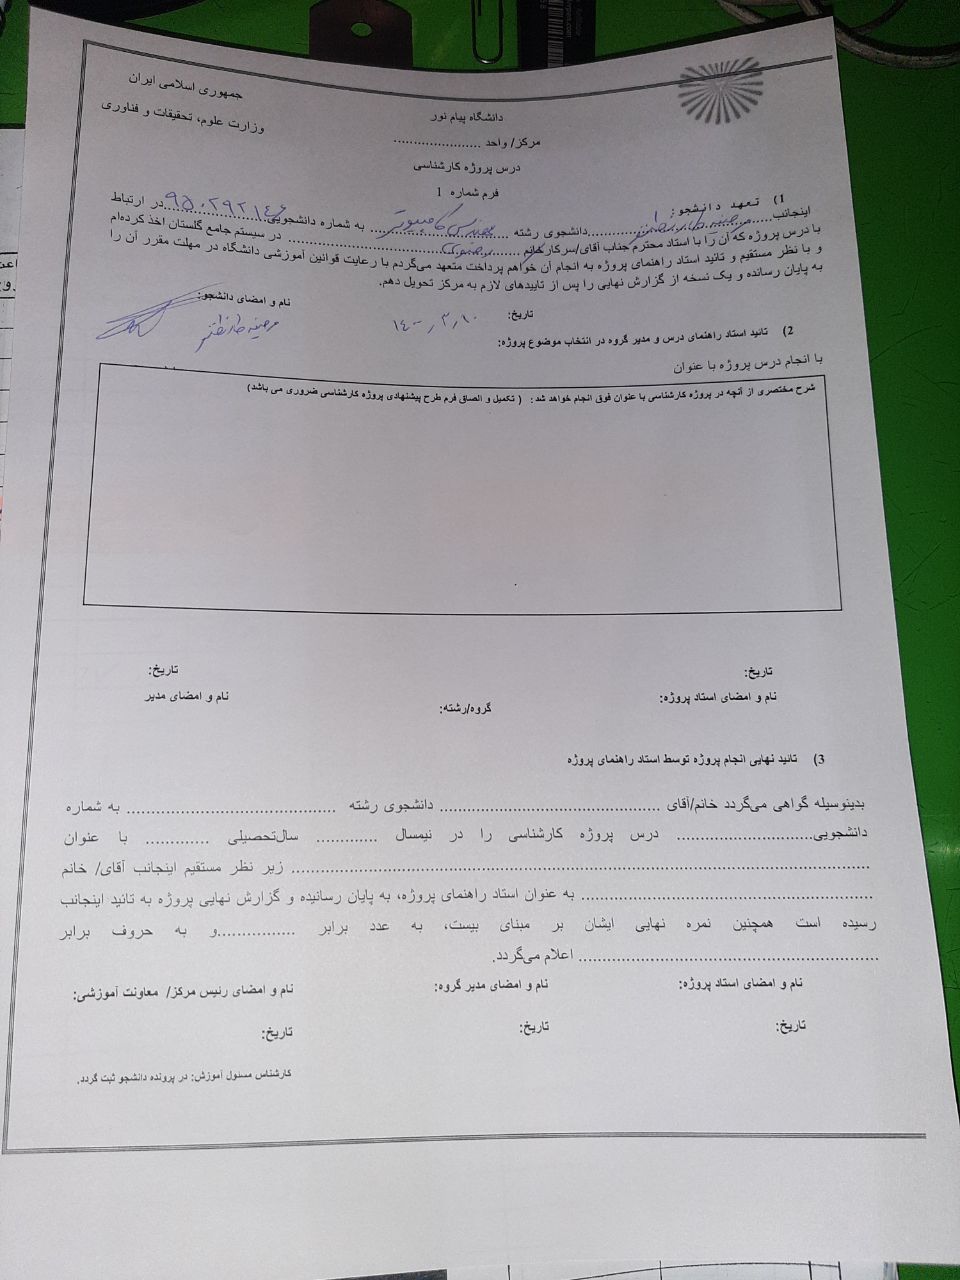 جمهوری اسلامی ایران
وزارت علوم، تحقیقات و فناوری
دانشگاه پیام نور
مرکز/ واحد ......................
درس پروژه کارشناسی
فرم شماره 1
1) تعهد دانشجو:
اینجانب.......... دانشجوی رشته مهندسی کامپیوتر به شماره دانشجویی ۹۵۰۲۹۲۱۴۶ در ارتباط
با درس پروژه که آن را با استاد محترم جناب آقای/سرکار خانم .......... در سیستم جامع گلستان اخذ کرده‌ام
و با نظر مستقیم و تائید استاد راهنمای پروژه به انجام آن خواهم پرداخت متعهد می‌گردم با رعایت قوانین آموزشی دانشگاه در مهلت مقرر آن را
به پایان رسانده و یک نسخه از گزارش نهایی را پس از تاییدهای لازم به مرکز تحویل دهم.
تاریخ: نام و امضای دانشجو:
۱۴۰۰,۳,۱۰
2) تائید استاد راهنمای درس و مدیر گروه در انتخاب موضوع پروژه:
با انجام درس پروژه با عنوان
شرح مختصری از آنچه در پروژه کارشناسی با عنوان فوق انجام خواهد شد: ( تکمیل و الصاق فرم طرح پیشنهادی پروژه کارشناسی ضروری می باشد)
تاریخ: تاریخ:
نام و امضای استاد پروژه: گروه/رشته: نام و امضای مدیر
3) تائید نهایی انجام پروژه توسط استاد راهنمای پروژه
بدینوسیله گواهی می‌گردد خانم/آقای .......................................... دانشجوی رشته ........................................ به شماره
دانشجویی............................ درس پروژه کارشناسی را در نیمسال ............ سال‌تحصیلی ............. با عنوان
.................................................................................................................. زیر نظر مستقیم اینجانب آقای/ خانم
........................................................... به عنوان استاد راهنمای پروژه، به پایان رسانیده و گزارش نهایی پروژه به تائید اینجانب
رسیده است همچنین نمره نهایی ایشان بر مبنای بیست، به عدد برابر ...............و به حروف برابر
............................................................ اعلام می‌گردد.
نام و امضای استاد پروژه: نام و امضای مدیر گروه: نام و امضای رئیس مرکز/ معاونت آموزشی:
تاریخ: تاریخ: تاریخ:
کارشناس مسئول آموزش: در پرونده دانشجو ثبت گردد.